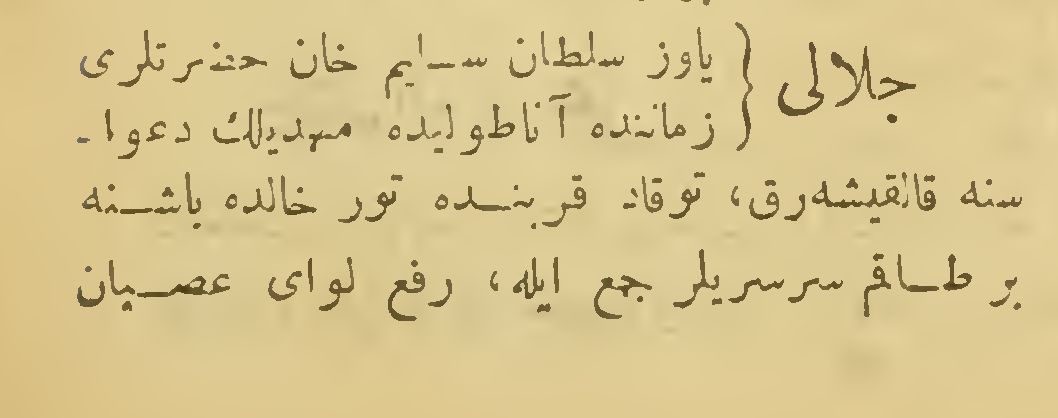 جلالی } یاوز سلطان سلیم خان حضرتلری
زماننده آناطولیده مهدیلك دعوا-
سنه قالقیشه‌رق، توقاد قربنده تور خالده باشنه
بر طاقم سرسریلر جمع ایله، رفع لوای عصیان